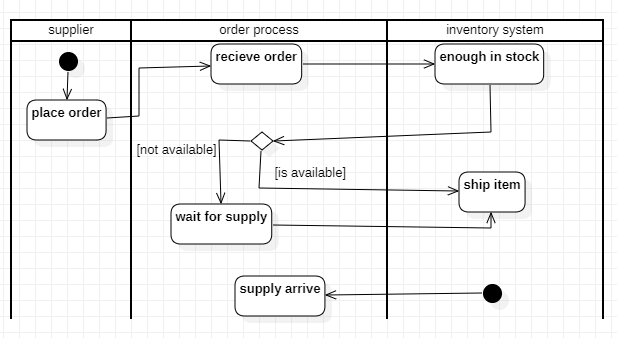 supplier
order process
inventory system
recieve order
enough in stock
place order
[not available]
[is available]
ship item
wait for supply
supply arrive